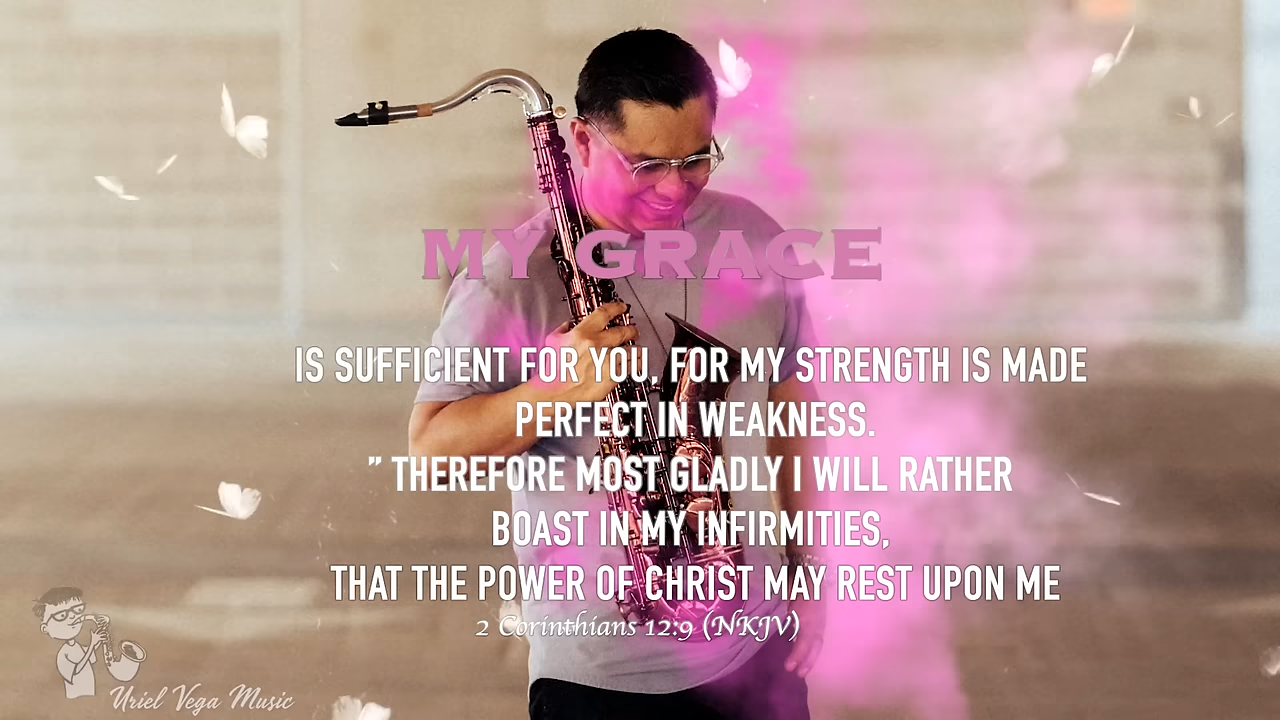 MY GRACE
IS SUFFICIENT FOR YOU, FOR MY STRENGTH IS MADE
PERFECT IN WEAKNESS.
” THEREFORE MOST GLADLY I WILL RATHER
BOAST IN MY INFIRMITIES,
THAT THE POWER OF CHRIST MAY REST UPON ME
2 Corinthians 12:9 (NKJV)
Uriel Vega Music